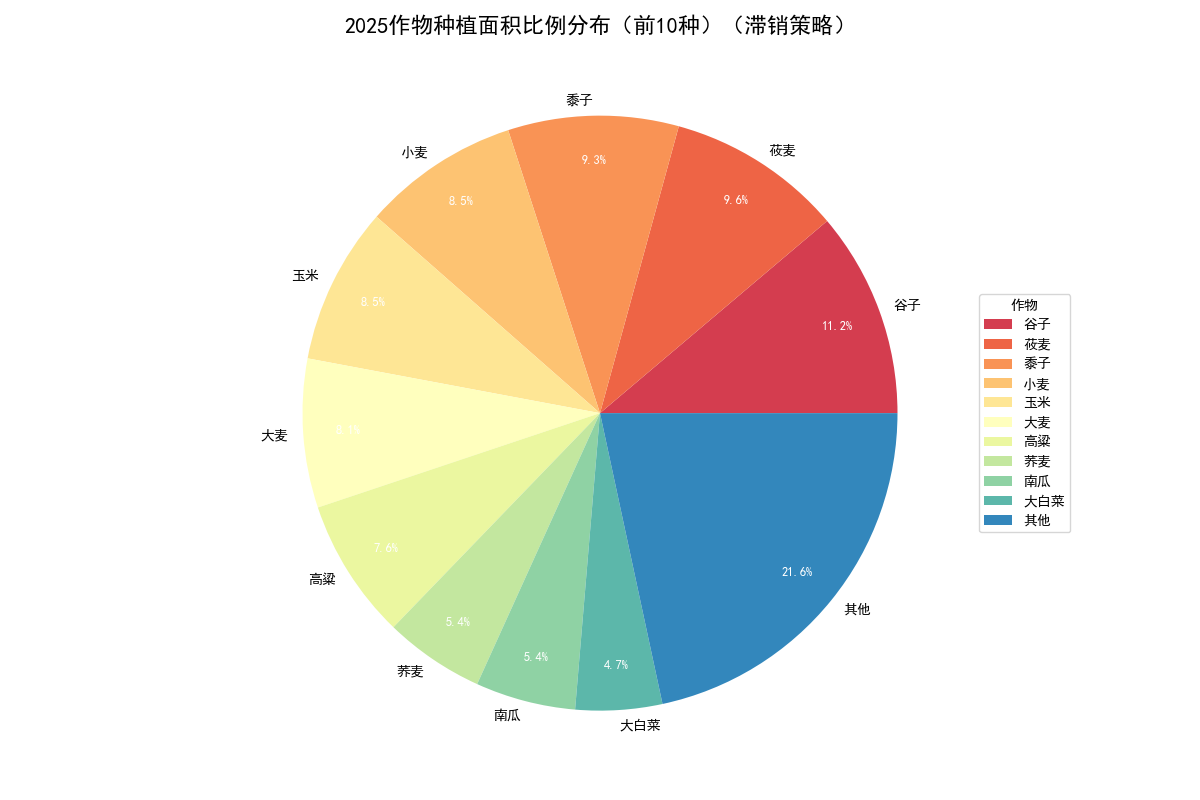 2025作物种植面积比例分布（前10种）（滞销策略）
谷子
11.2%
莜麦
9.6%
黍子
9.3%
小麦
8.5%
玉米
8.5%
大麦
高粱
7.6%
荞麦
5.4%
南瓜
5.4%
大白菜
4.7%
其他
21.6%
作物
谷子
莜麦
黍子
小麦
玉米
大麦
高粱
荞麦
南瓜
大白菜
其他